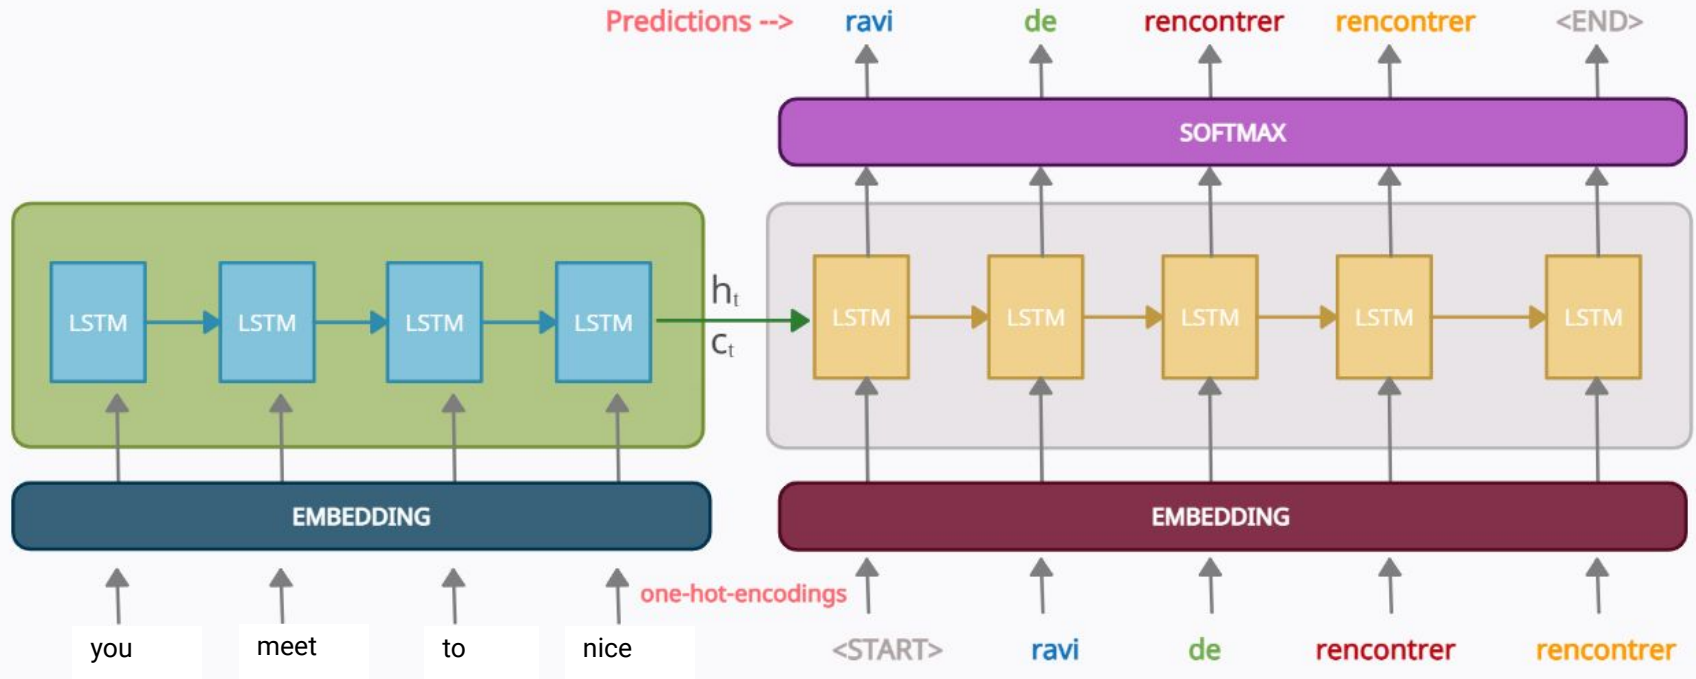 Predictions --> ravi de rencontrer rencontrer <END>
SOFTMAX
LSTM LSTM LSTM LSTM
hₜ
cₜ
LSTM LSTM LSTM LSTM LSTM
EMBEDDING
EMBEDDING
one-hot-encodings
you meet to nice
<START> ravi de rencontrer rencontrer